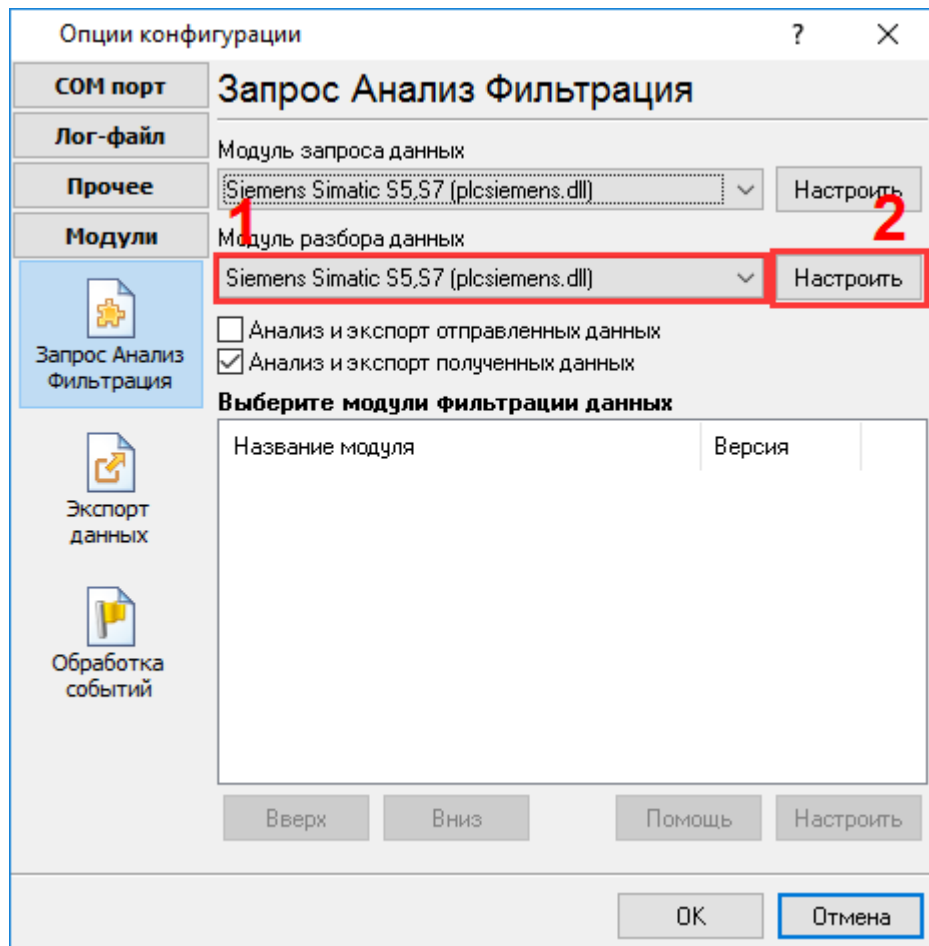 Опции конфигурации
?
COM порт
Лог-файл
Прочее
Модули
Запрос Анализ
Фильтрация
Экспорт
данных
Обработка
событий
Запрос Анализ Фильтрация
Модуль запроса данных
Siemens Simatic S5,S7 (plcsiemens.dll)
Настроить
1
2
Модуль разбора данных
Siemens Simatic S5,S7 (plcsiemens.dll)
Настроить
Анализ и экспорт отправленных данных
Анализ и экспорт полученных данных
Выберите модули фильтрации данных
Название модуля
Версия
Вверх
Вниз
Помощь
Настроить
OK
Отмена